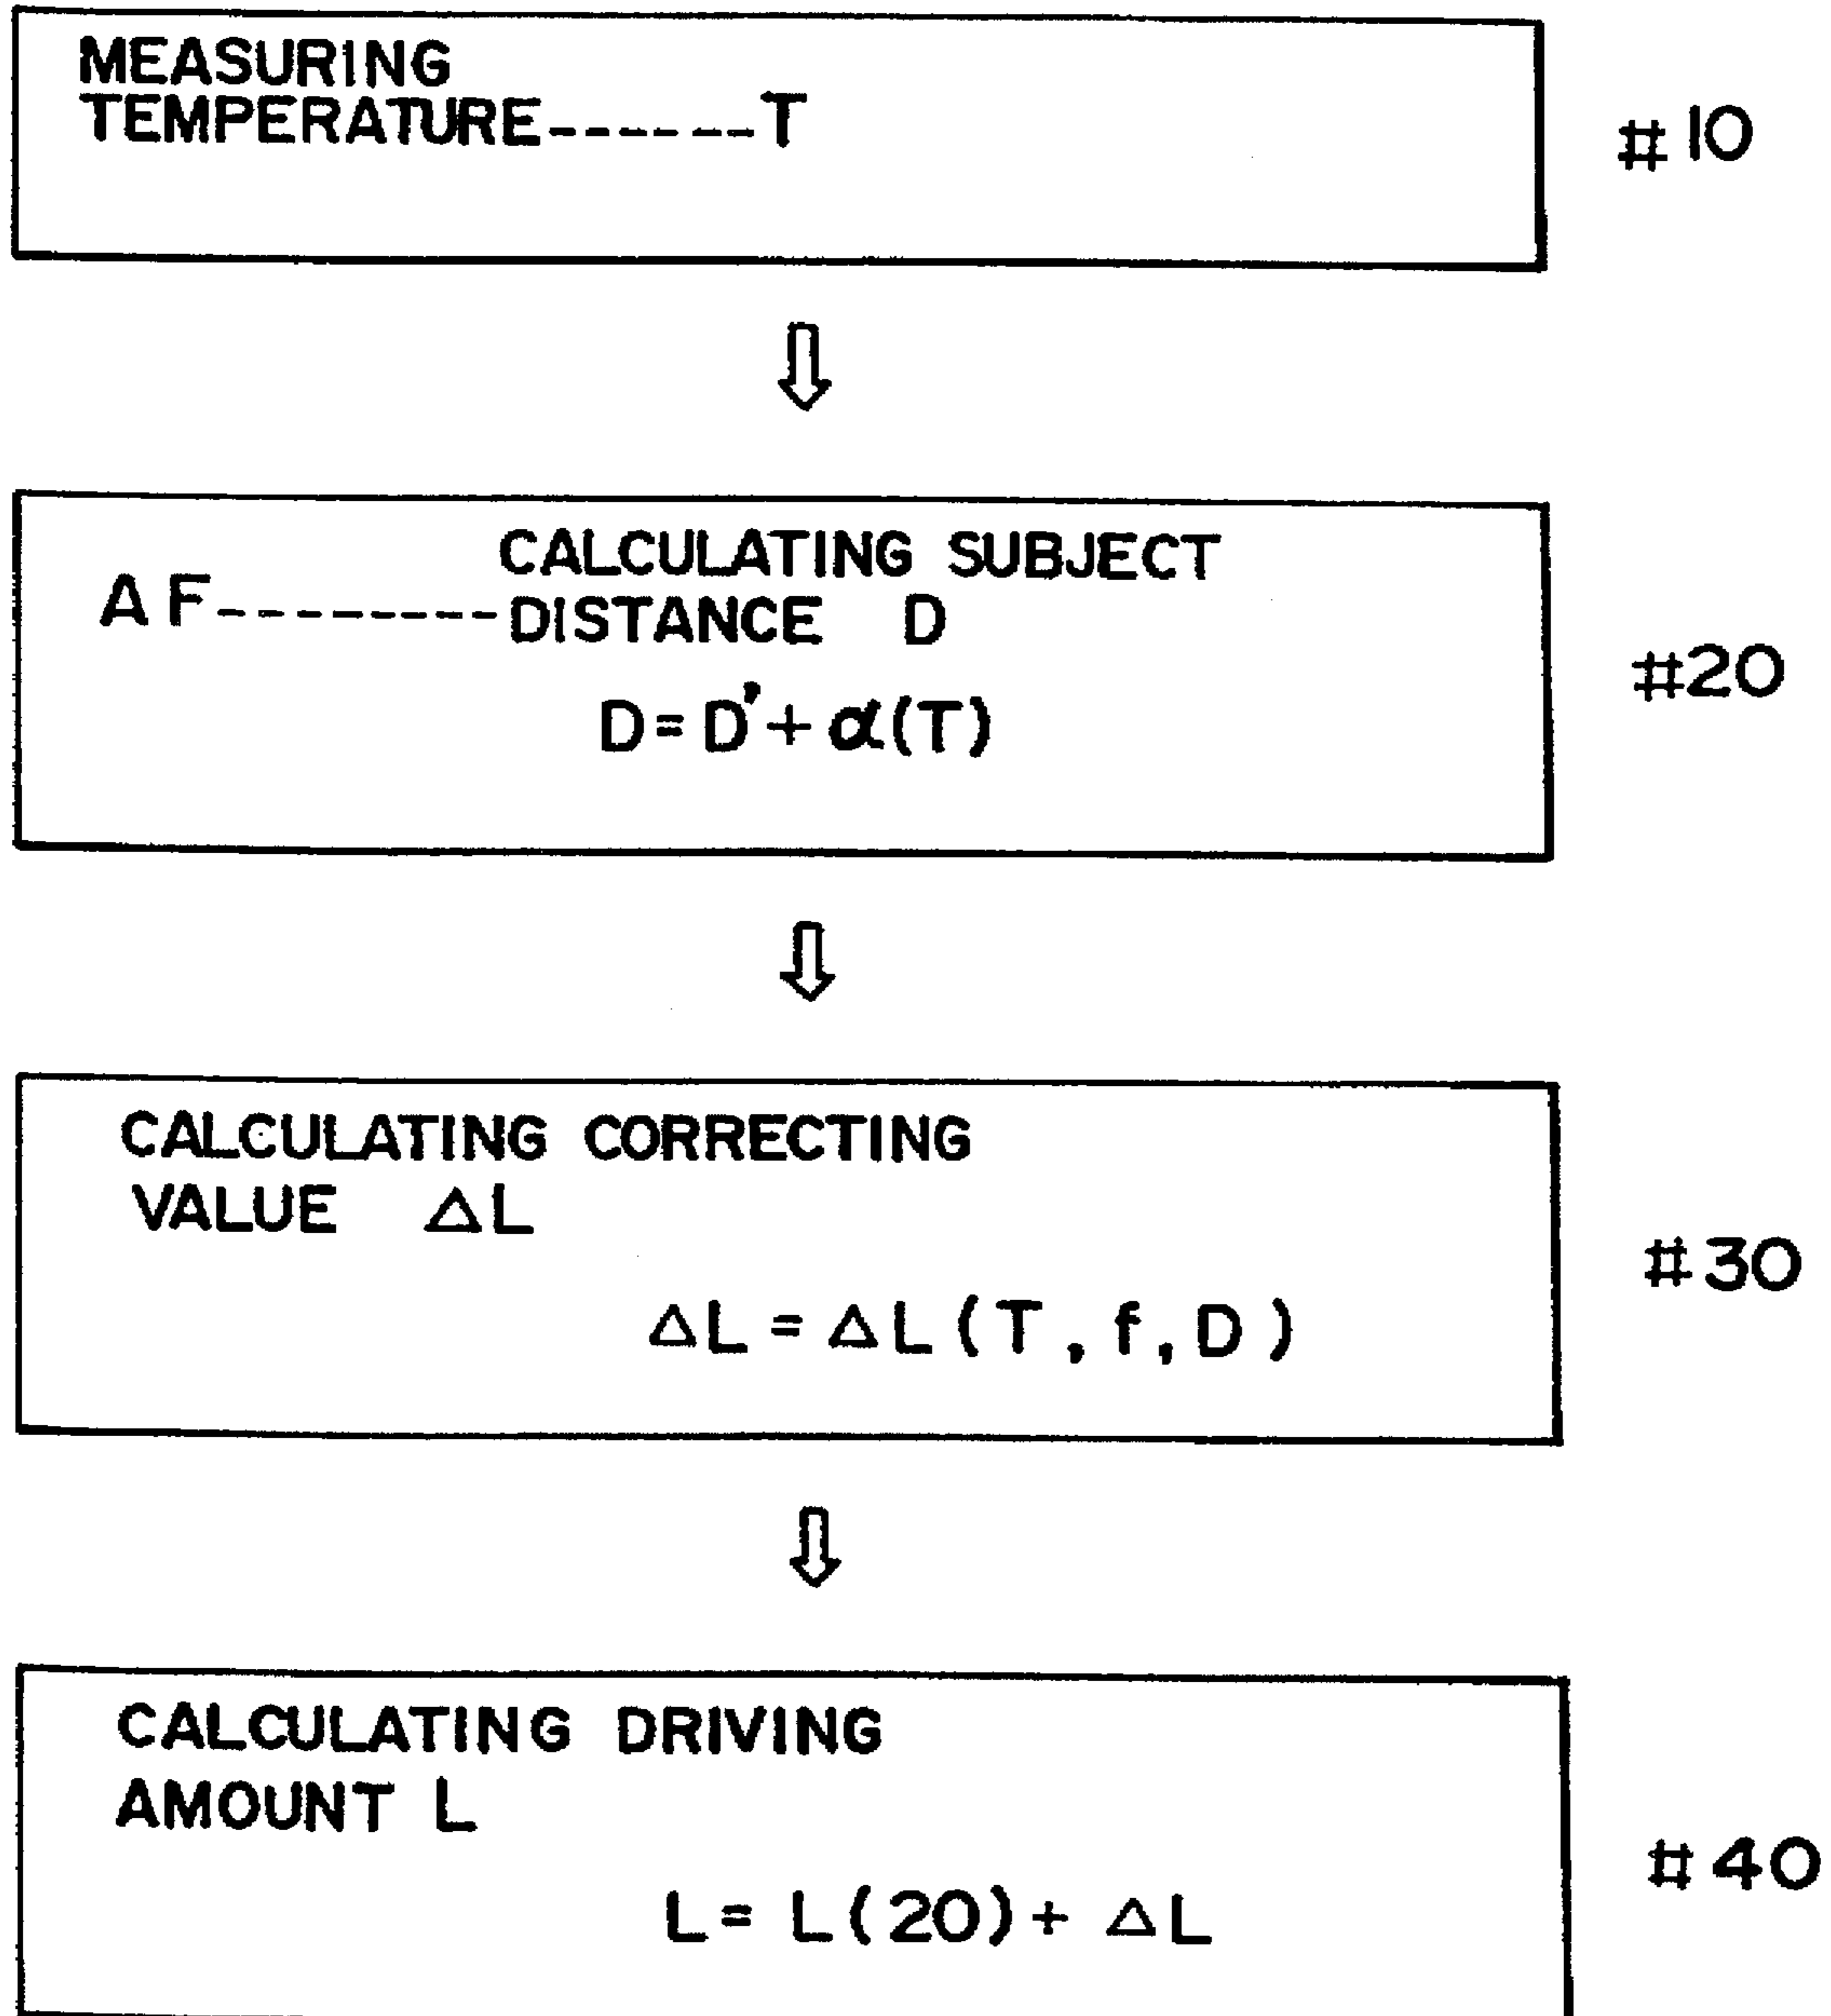 MEASURING
TEMPERATURE-------T
#10
CALCULATING SUBJECT
AF--------DISTANCE D
D=D'+α(T)
#20
CALCULATING CORRECTING
VALUE ΔL
ΔL=ΔL(T,f,D)
#30
CALCULATING DRIVING
AMOUNT L
L=L(20)+ΔL
#40